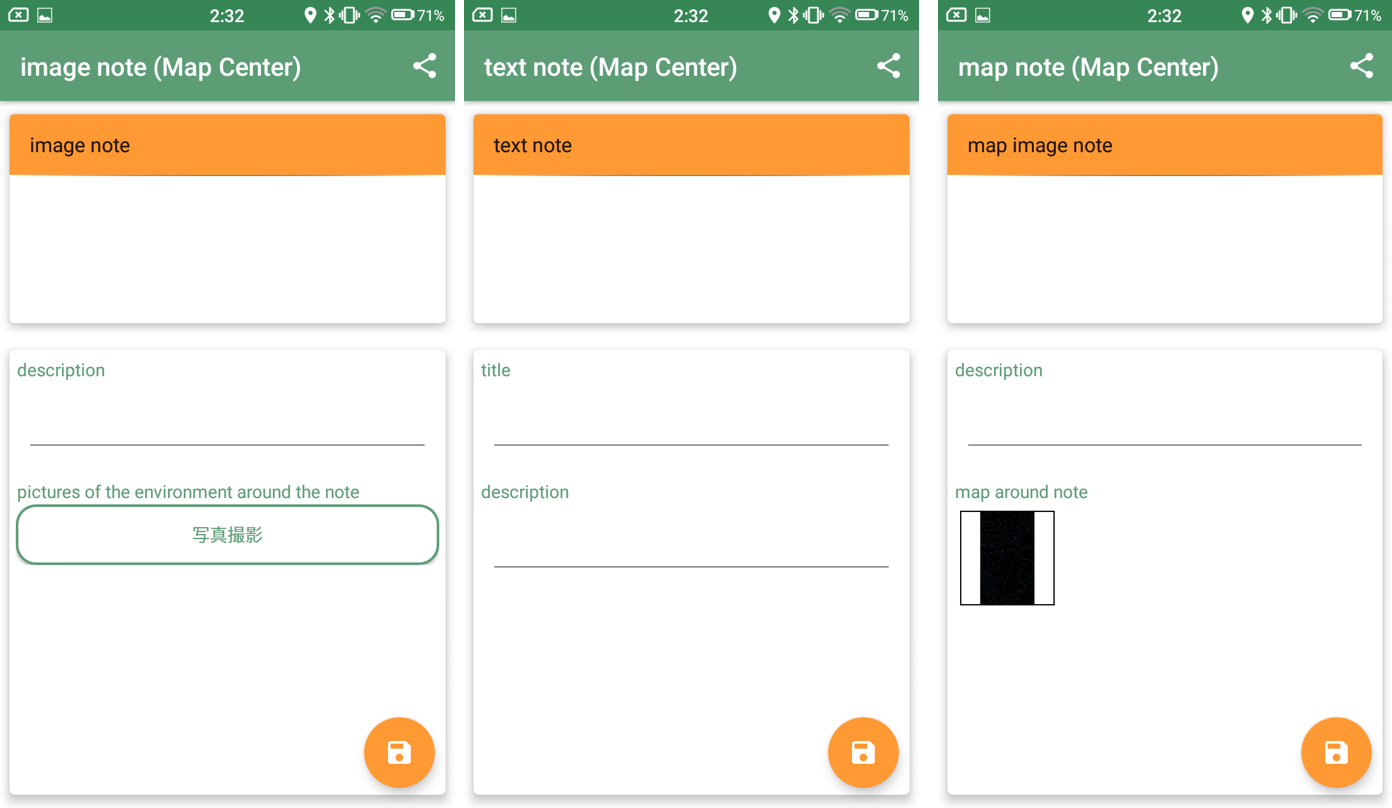 2:32
71%
image note (Map Center)
image note
description
pictures of the environment around the note
写真撮影
2:32
71%
text note (Map Center)
text note
title
description
2:32
71%
map note (Map Center)
map image note
description
map around note